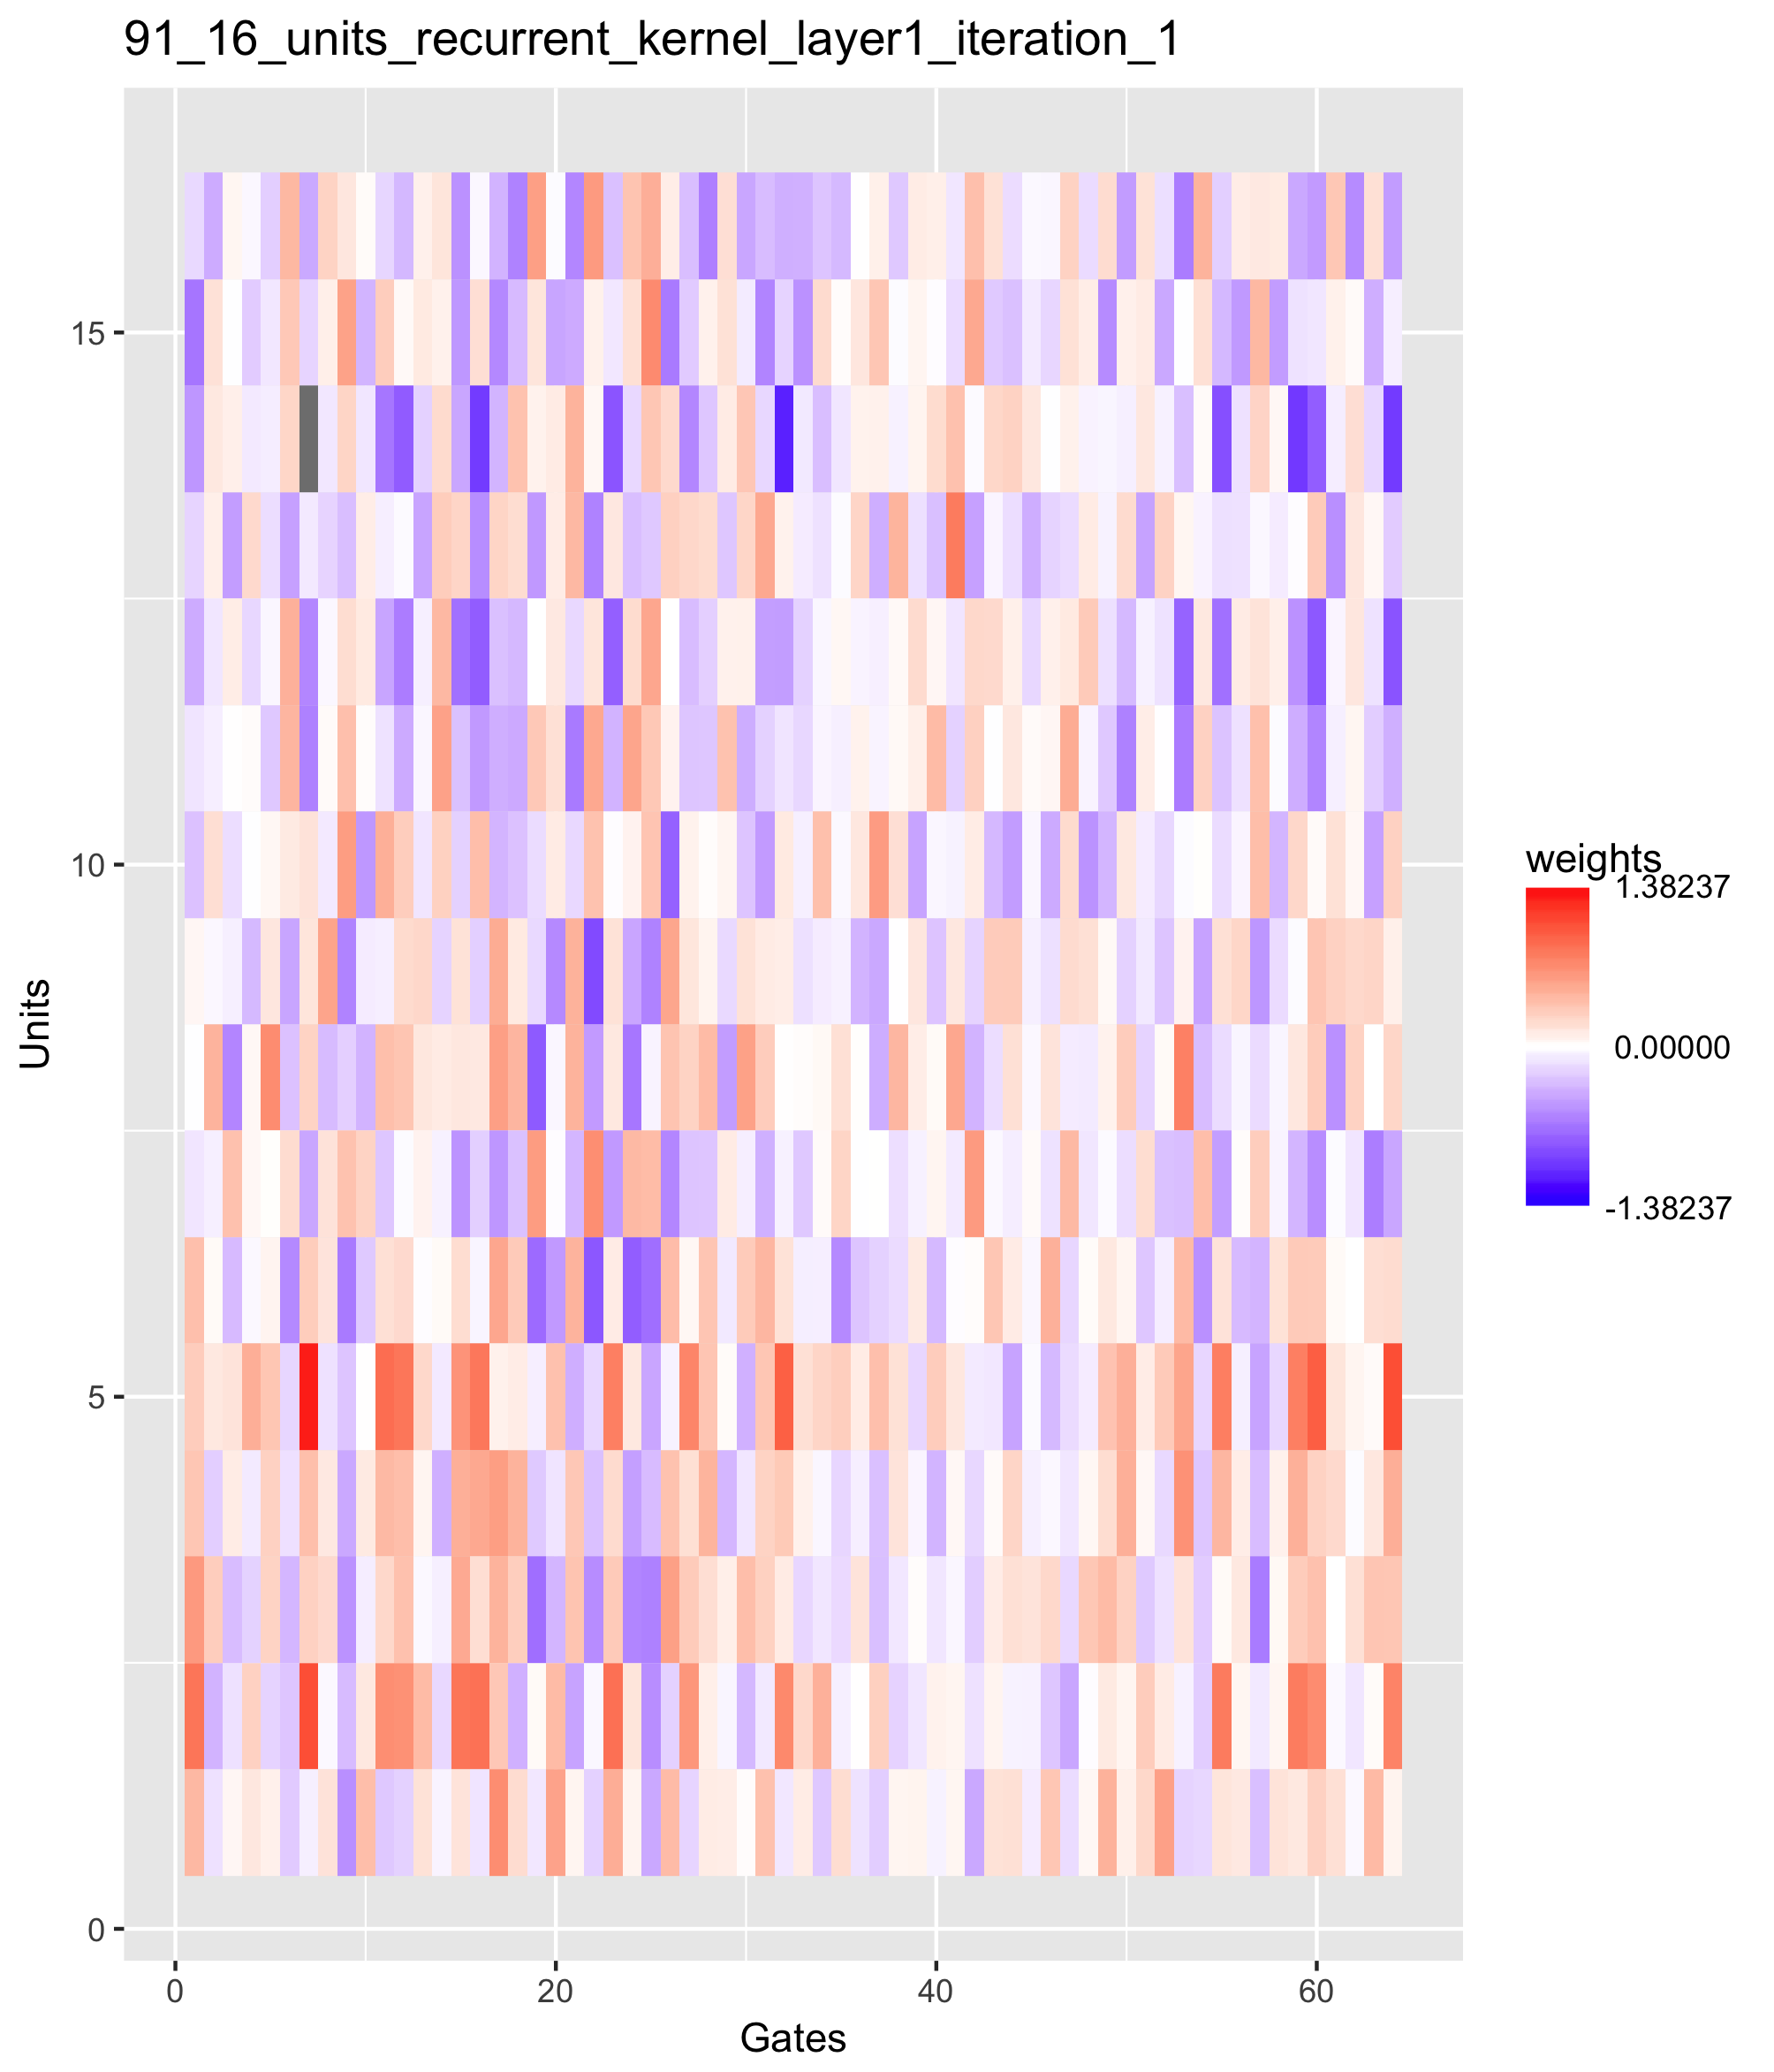 91_16_units_recurrent_kernel_layer1_iteration_1
15
10
5
0
Units
0
20
40
60
Gates
weights
1.38237
0.00000
-1.38237